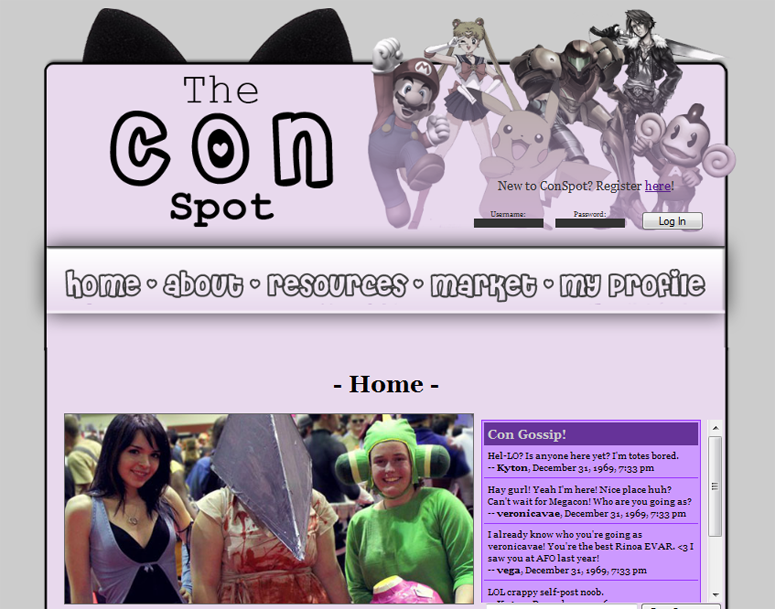 The
Con
Spot
New to ConSpot? Register here!
Username:
Password:
Log In
home • about • resources • market • my profile
- Home -
Con Gossip!
Hel-LO? Is anyone here yet? I'm totes bored.
-- Kyton, December 31, 1969, 7:33 pm
Hay gurl! Yeah I'm here! Nice place huh?
Can't wait for Megacon! Who are you going as?
-- veronicavae, December 31, 1969, 7:33 pm
I already know who you're going as
veronicavae! You're the best Rinoa EVAR. <3 I
saw you at AFO last year!
-- vega, December 31, 1969, 7:33 pm
LOL crappy self-post noob.